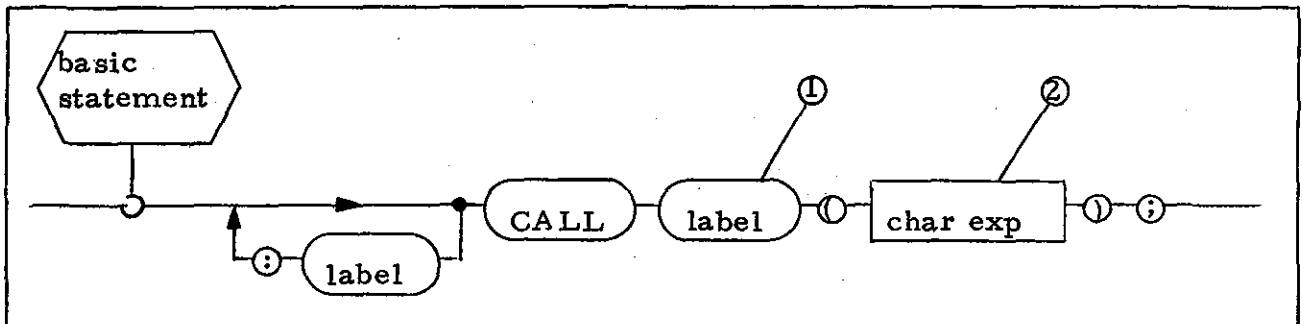 basic
statement
①
②
CALL
label
(
char exp
)
;
:
label